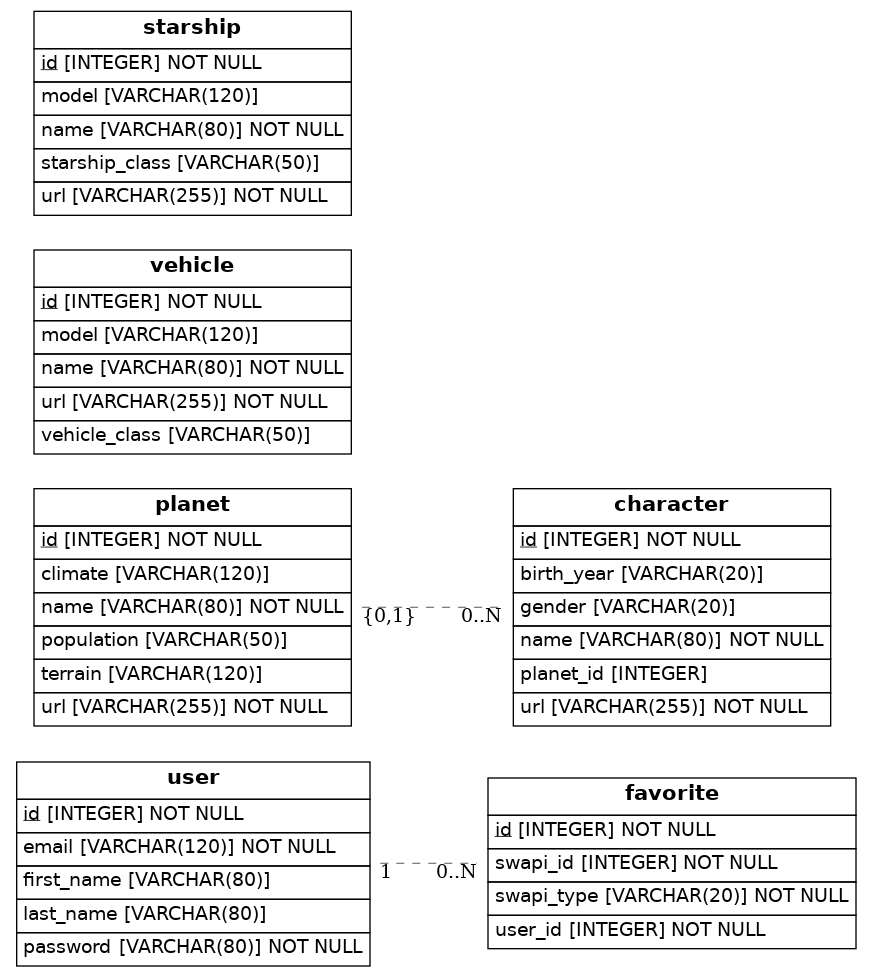 starship
id [INTEGER] NOT NULL
model [VARCHAR(120)]
name [VARCHAR(80)] NOT NULL
starship_class [VARCHAR(50)]
url [VARCHAR(255)] NOT NULL
vehicle
id [INTEGER] NOT NULL
model [VARCHAR(120)]
name [VARCHAR(80)] NOT NULL
url [VARCHAR(255)] NOT NULL
vehicle_class [VARCHAR(50)]
planet
id [INTEGER] NOT NULL
climate [VARCHAR(120)]
name [VARCHAR(80)] NOT NULL
population [VARCHAR(50)]
terrain [VARCHAR(120)]
url [VARCHAR(255)] NOT NULL
{0,1} 0..N
character
id [INTEGER] NOT NULL
birth_year [VARCHAR(20)]
gender [VARCHAR(20)]
name [VARCHAR(80)] NOT NULL
planet_id [INTEGER]
url [VARCHAR(255)] NOT NULL
user
id [INTEGER] NOT NULL
email [VARCHAR(120)] NOT NULL
first_name [VARCHAR(80)]
last_name [VARCHAR(80)]
password [VARCHAR(80)] NOT NULL
1 0..N
favorite
id [INTEGER] NOT NULL
swapi_id [INTEGER] NOT NULL
swapi_type [VARCHAR(20)] NOT NULL
user_id [INTEGER] NOT NULL